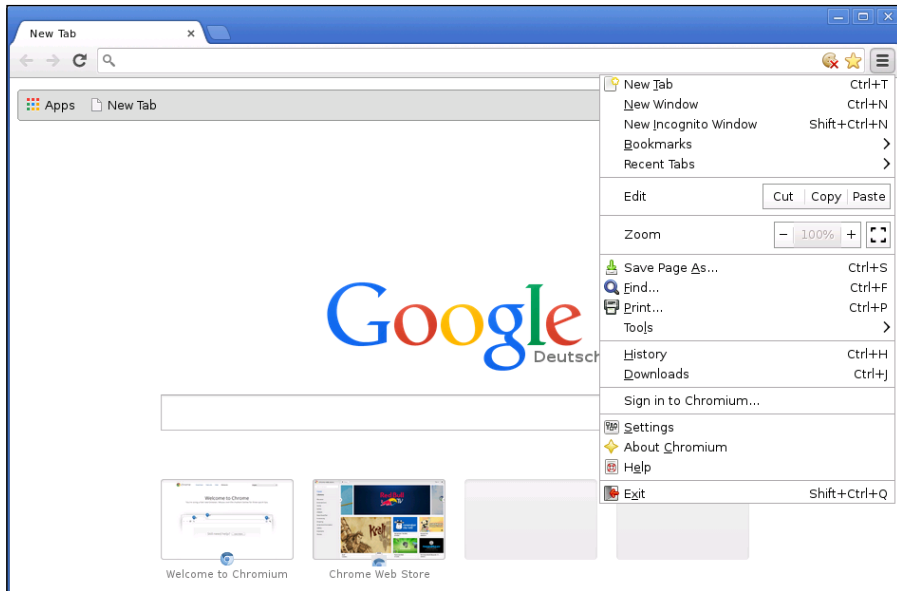 New Tab
Apps New Tab
New Tab Ctrl+T
New Window Ctrl+N
New Incognito Window Shift+Ctrl+N
Bookmarks
Recent Tabs
Edit Cut Copy Paste
Zoom − 100% +
Save Page As... Ctrl+S
Find... Ctrl+F
Print... Ctrl+P
Tools
History Ctrl+H
Downloads Ctrl+J
Sign in to Chromium...
Settings
About Chromium
Help
Exit Shift+Ctrl+Q
Google
Deutsch
Welcome to Chrome
Red Bull
TV
Welcome to Chromium Chrome Web Store